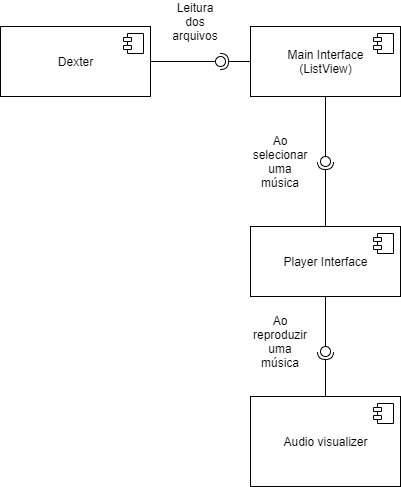 Leitura
dos
arquivos
Dexter
Main Interface
(ListView)
Ao
selecionar
uma
música
Player Interface
Ao
reproduzir
uma
música
Audio visualizer